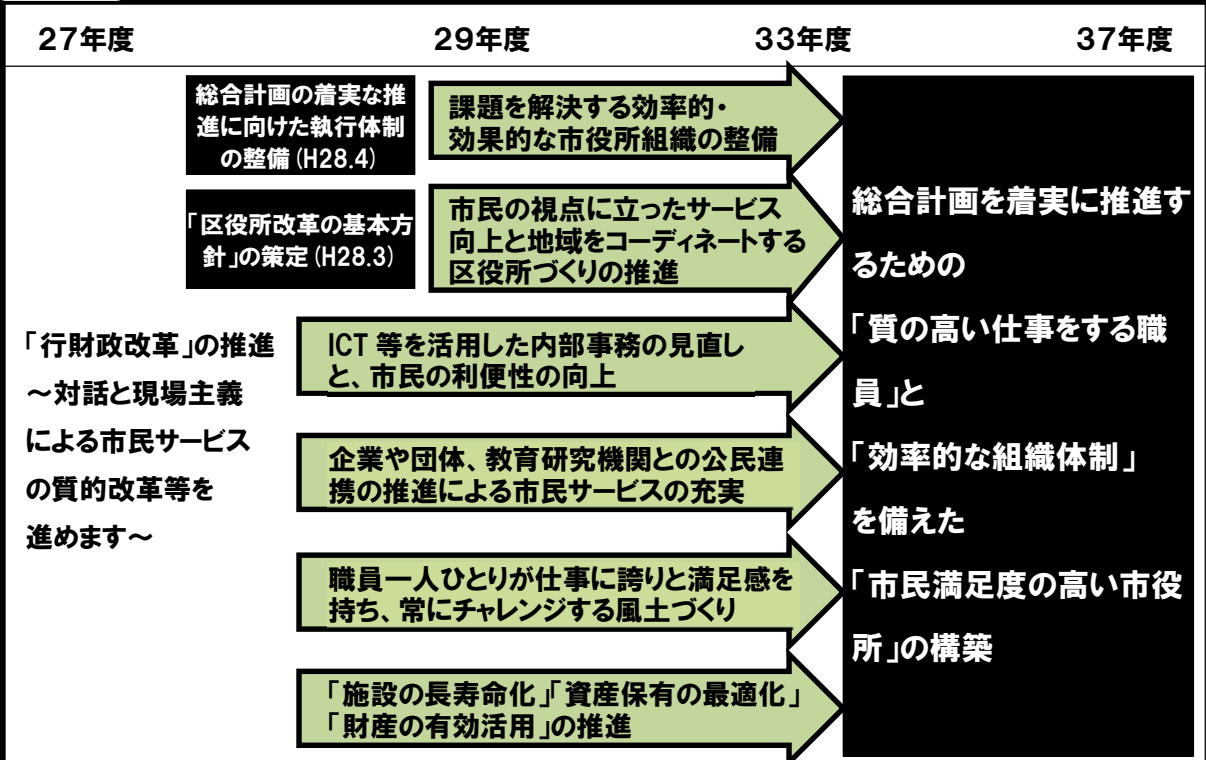 27年度
29年度
33年度
37年度
総合計画の着実な推
進に向けた執行体制
の整備(H28.4)
課題を解決する効率的・
効果的な市役所組織の整備
「区役所改革の基本方
針」の策定(H28.3)
市民の視点に立ったサービス
向上と地域をコーディネートする
区役所づくりの推進
「行財政改革」の推進
～対話と現場主義
による市民サービス
の質的改革等を
進めます～
ICT 等を活用した内部事務の見直し
と、市民の利便性の向上
企業や団体、教育研究機関との公民連
携の推進による市民サービスの充実
職員一人ひとりが仕事に誇りと満足感を
持ち、常にチャレンジする風土づくり
「施設の長寿命化」「資産保有の最適化」
「財産の有効活用」の推進
総合計画を着実に推進す
るための
「質の高い仕事をする職
員」と
「効率的な組織体制」
を備えた
「市民満足度の高い市役
所」の構築